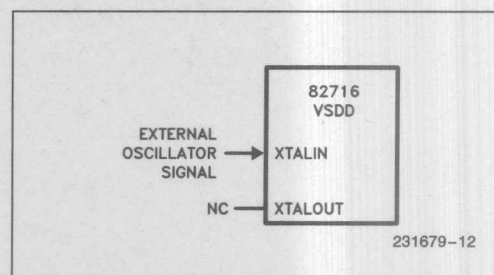 82716
VSDD
EXTERNAL
OSCILLATOR
SIGNAL
XTALIN
NC
XTALOUT
231679-12